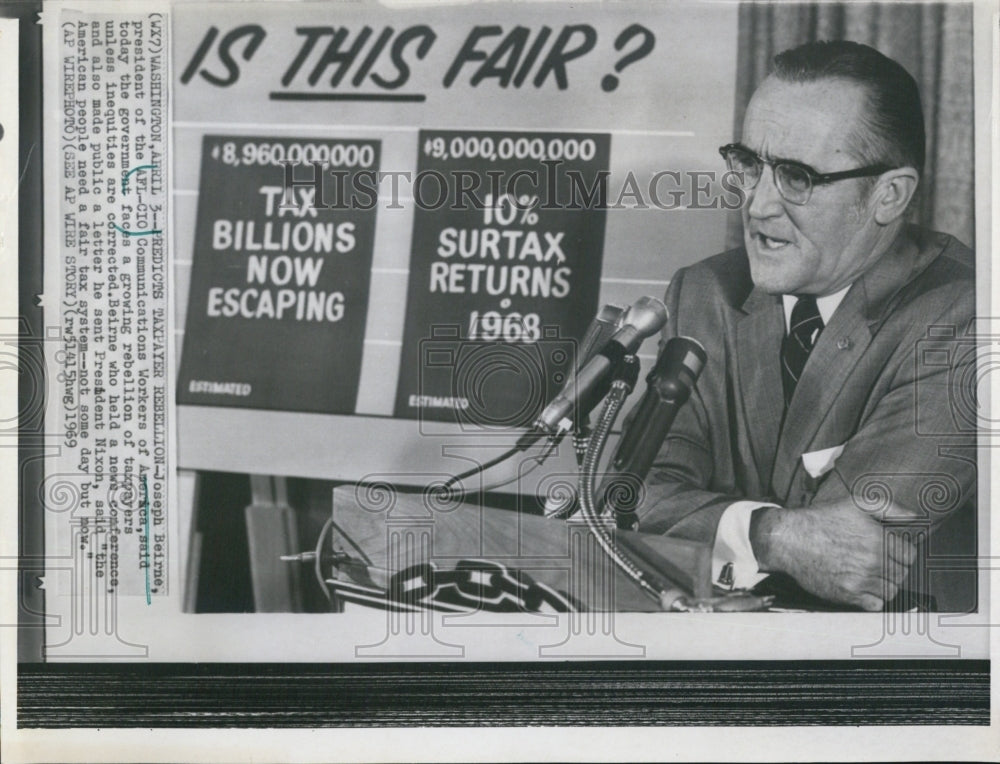 IS THIS FAIR?
$8,960,000,000
TAX
BILLIONS
NOW
ESCAPING
ESTIMATED
$9,000,000,000
10%
SURTAX
RETURNS
1968
ESTIMATED
HISTORIC IMAGES
(WX7)WASHINGTON, APRIL 3--PREDICTS TAXPAYER REBELLION-Joseph Beirne,
president of the AFL-CIO Communications Workers of America, said
today the government faces a growing rebellion of taxpayers
unless inequities are corrected. Beirne who held a news conference,
and also made public a letter he sent President Nixon, said "the
American people need a fair tax system--not some day but now."
(AP WIREPHOTO)(SEE AP WIRE STORY)(rw51415hwg)1969